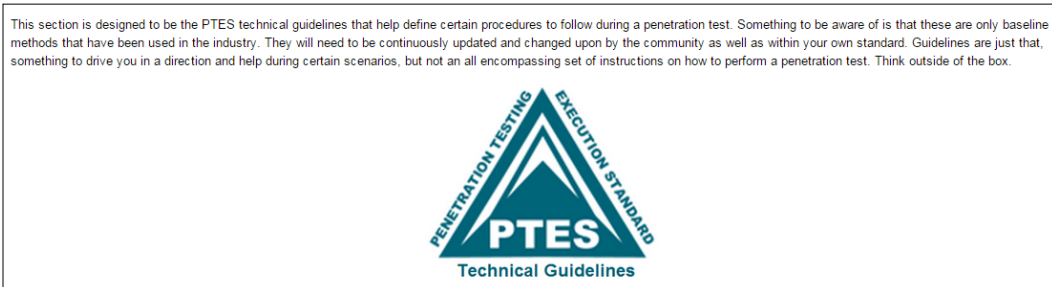 This section is designed to be the PTES technical guidelines that help define certain procedures to follow during a penetration test. Something to be aware of is that these are only baseline
methods that have been used in the industry. They will need to be continuously updated and changed upon by the community as well as within your own standard. Guidelines are just that,
something to drive you in a direction and help during certain scenarios, but not an all encompassing set of instructions on how to perform a penetration test. Think outside of the box.
PENETRATION TESTING
EXECUTION STANDARD
PTES
Technical Guidelines